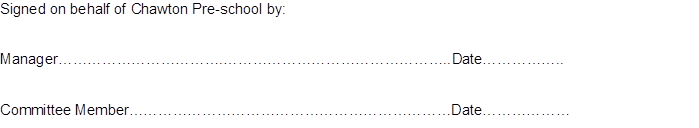 Signed on behalf of Chawton Pre-school by:
Manager…………………………………………………………………..Date…………….
Committee Member………………………………………………………Date………………